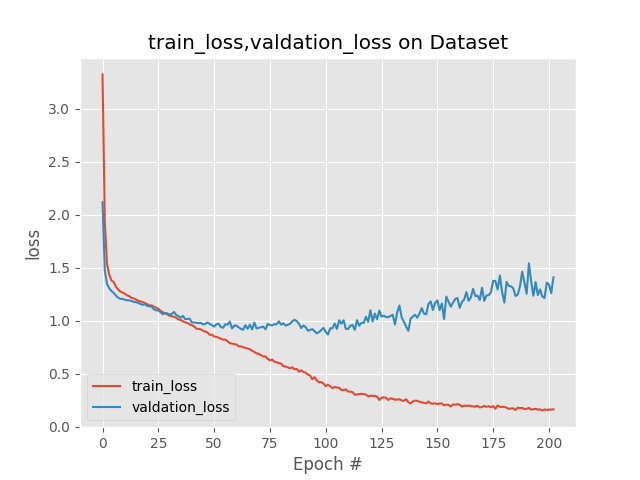 train_loss,valdation_loss on Dataset
3.0
2.5
2.0
1.5
1.0
0.5
0.0
loss
train_loss
valdation_loss
0 25 50 75 100 125 150 175 200
Epoch #